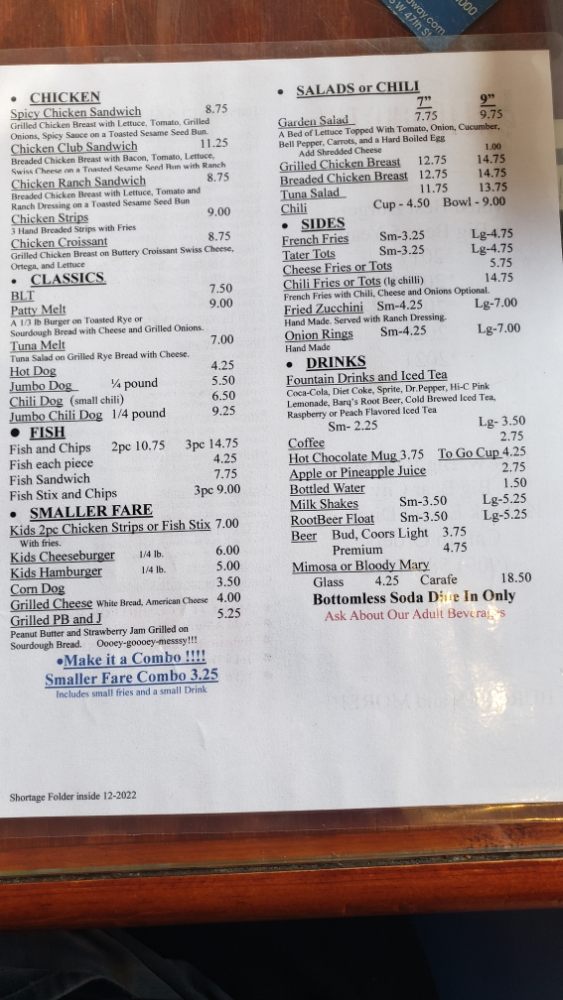 way.com
W 47th S
000
• CHICKEN
Spicy Chicken Sandwich 8.75
Grilled Chicken Breast with Lettuce, Tomato, Grilled
Onions, Spicy Sauce on a Toasted Sesame Seed Bun.
Chicken Club Sandwich 11.25
Breaded Chicken Breast with Bacon, Tomato, Lettuce,
Swiss Cheese on a Toasted Sesame Seed Bun with Ranch
Chicken Ranch Sandwich 8.75
Breaded Chicken Breast with Lettuce, Tomato and
Ranch Dressing on a Toasted Sesame Seed Bun
Chicken Strips 9.00
3 Hand Breaded Strips with Fries
Chicken Croissant 8.75
Grilled Chicken Breast on Buttery Croissant Swiss Cheese,
Ortega, and Lettuce
• CLASSICS
BLT 7.50
Patty Melt 9.00
A 1/3 lb Burger on Toasted Rye or
Sourdough Bread with Cheese and Grilled Onions.
Tuna Melt 7.00
Tuna Salad on Grilled Rye Bread with Cheese.
Hot Dog 4.25
Jumbo Dog ¼ pound 5.50
Chili Dog (small chili) 6.50
Jumbo Chili Dog 1/4 pound 9.25
• FISH
Fish and Chips 2pc 10.75 3pc 14.75
Fish each piece 4.25
Fish Sandwich 7.75
Fish Stix and Chips 3pc 9.00
• SMALLER FARE
Kids 2pc Chicken Strips or Fish Stix 7.00
With fries.
Kids Cheeseburger 1/4 lb. 6.00
Kids Hamburger 1/4 lb. 5.00
Corn Dog 3.50
Grilled Cheese White Bread, American Cheese 4.00
Grilled PB and J 5.25
Peanut Butter and Strawberry Jam Grilled on
Sourdough Bread. Oooey-goooey-messsy!!!
•Make it a Combo !!!!
Smaller Fare Combo 3.25
Includes small fries and a small Drink
Shortage Folder inside 12-2022
• SALADS or CHILI
7" 9"
Garden Salad 7.75 9.75
A Bed of Lettuce Topped With Tomato, Onion, Cucumber,
Bell Pepper, Carrots, and a Hard Boiled Egg
Add Shredded Cheese 1.00
Grilled Chicken Breast 12.75 14.75
Breaded Chicken Breast 12.75 14.75
Tuna Salad 11.75 13.75
Chili Cup - 4.50 Bowl - 9.00
• SIDES
French Fries Sm-3.25 Lg-4.75
Tater Tots Sm-3.25 Lg-4.75
Cheese Fries or Tots 5.75
Chili Fries or Tots (lg chilli) 14.75
French Fries with Chili, Cheese and Onions Optional.
Fried Zucchini Sm-4.25 Lg-7.00
Hand Made. Served with Ranch Dressing.
Onion Rings Sm-4.25 Lg-7.00
Hand Made
• DRINKS
Fountain Drinks and Iced Tea
Coca-Cola, Diet Coke, Sprite, Dr.Pepper, Hi-C Pink
Lemonade, Barq's Root Beer, Cold Brewed Iced Tea,
Raspberry or Peach Flavored Iced Tea
Sm- 2.25 Lg- 3.50
Coffee 2.75
Hot Chocolate Mug 3.75 To Go Cup 4.25
Apple or Pineapple Juice 2.75
Bottled Water 1.50
Milk Shakes Sm-3.50 Lg-5.25
RootBeer Float Sm-3.50 Lg-5.25
Beer Bud, Coors Light 3.75
Premium 4.75
Mimosa or Bloody Mary
Glass 4.25 Carafe 18.50
Bottomless Soda Dine In Only
Ask About Our Adult Beverages